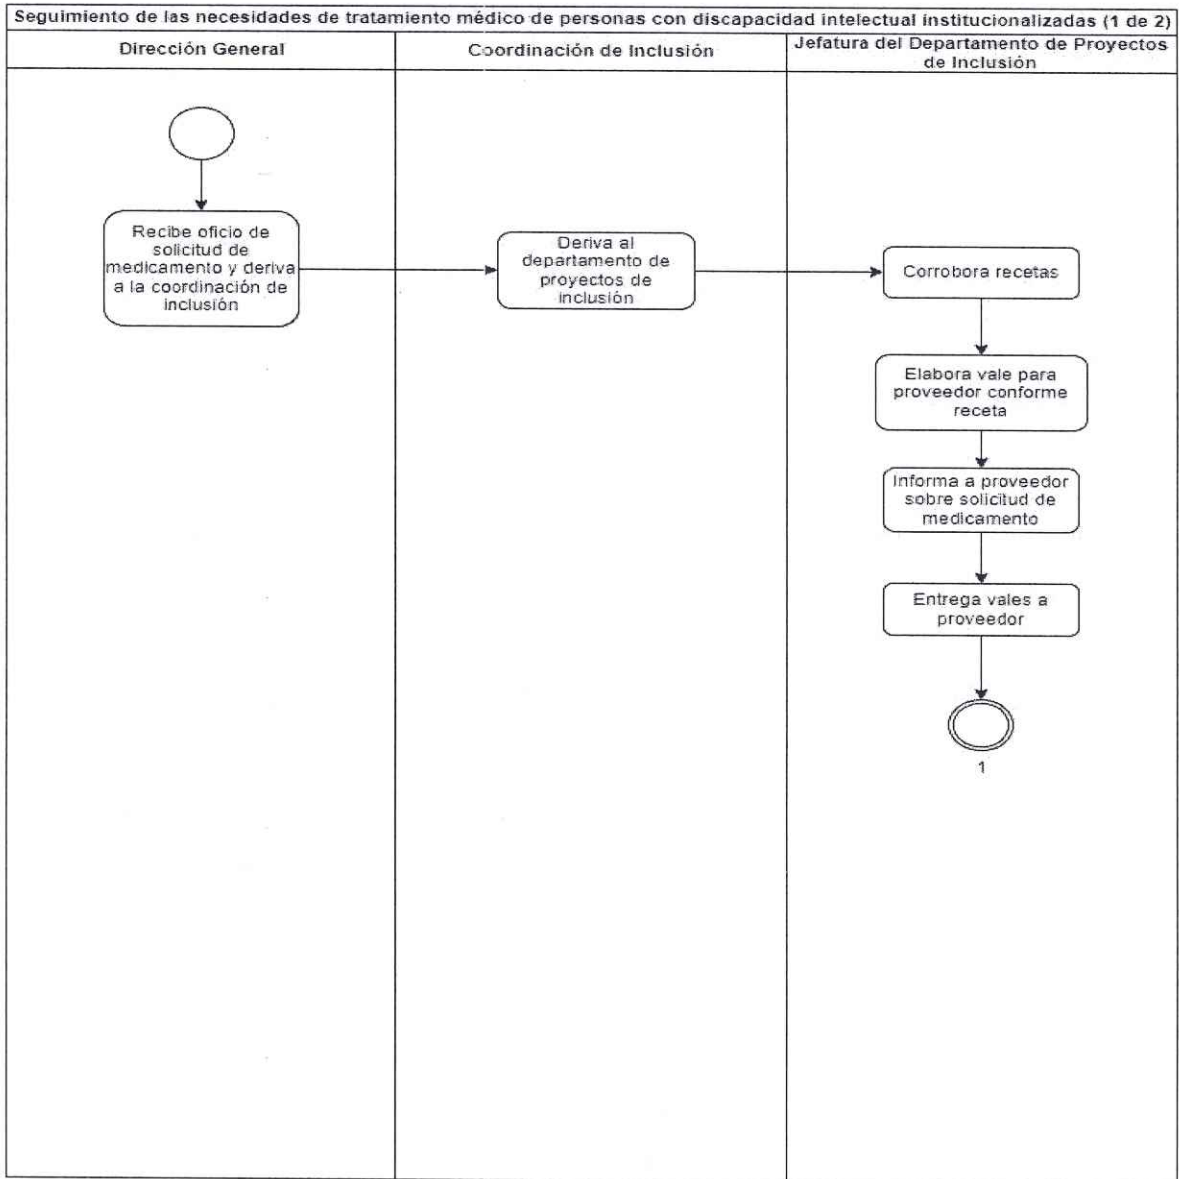 Seguimiento de las necesidades de tratamiento médico de personas con discapacidad intelectual institucionalizadas (1 de 2)
Dirección General
Coordinación de Inclusión
Jefatura del Departamento de Proyectos
de Inclusión
Recibe oficio de
solicitud de
medicamento y deriva
a la coordinación de
inclusión
Deriva al
departamento de
proyectos de
inclusión
Corrobora recetas
Elabora vale para
proveedor conforme
receta
Informa a proveedor
sobre solicitud de
medicamento
Entrega vales a
proveedor
1